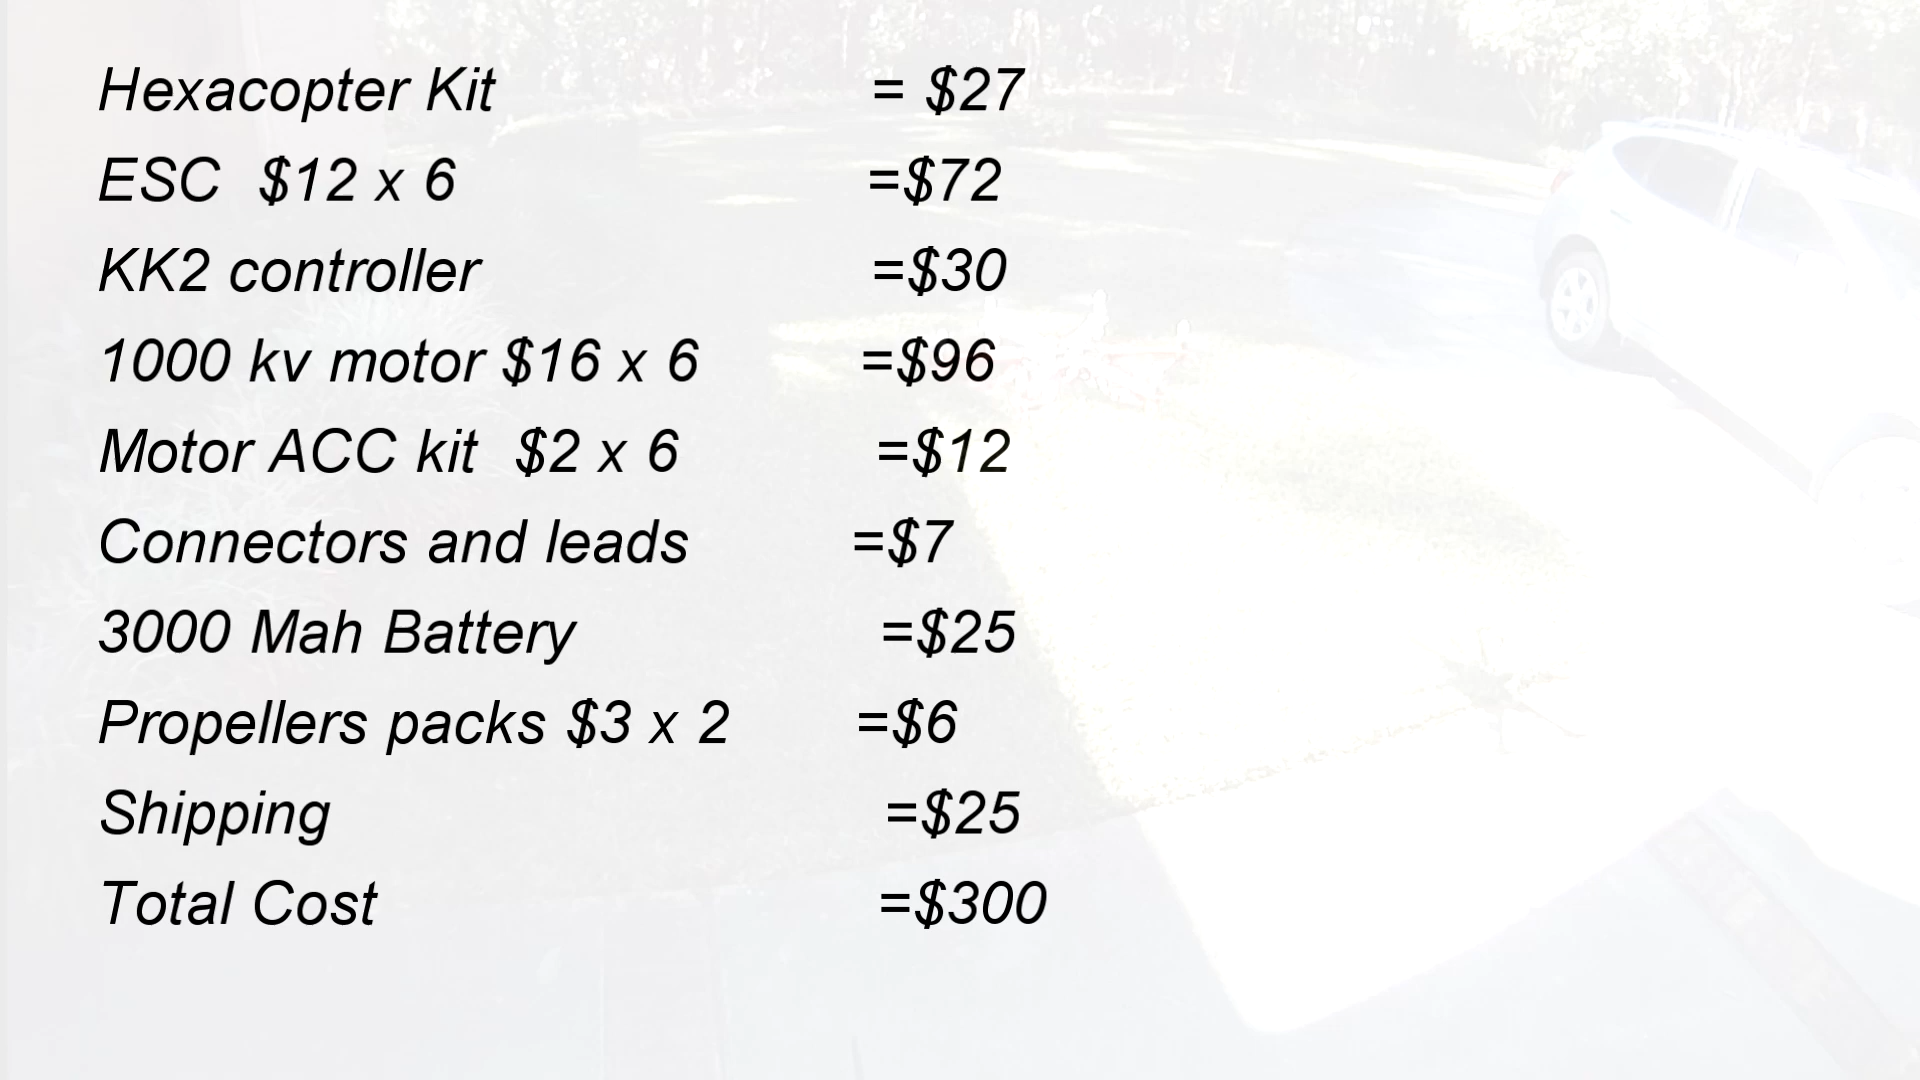 Hexacopter Kit = $27
ESC $12 x 6 =$72
KK2 controller =$30
1000 kv motor $16 x 6 =$96
Motor ACC kit $2 x 6 =$12
Connectors and leads =$7
3000 Mah Battery =$25
Propellers packs $3 x 2 =$6
Shipping =$25
Total Cost =$300